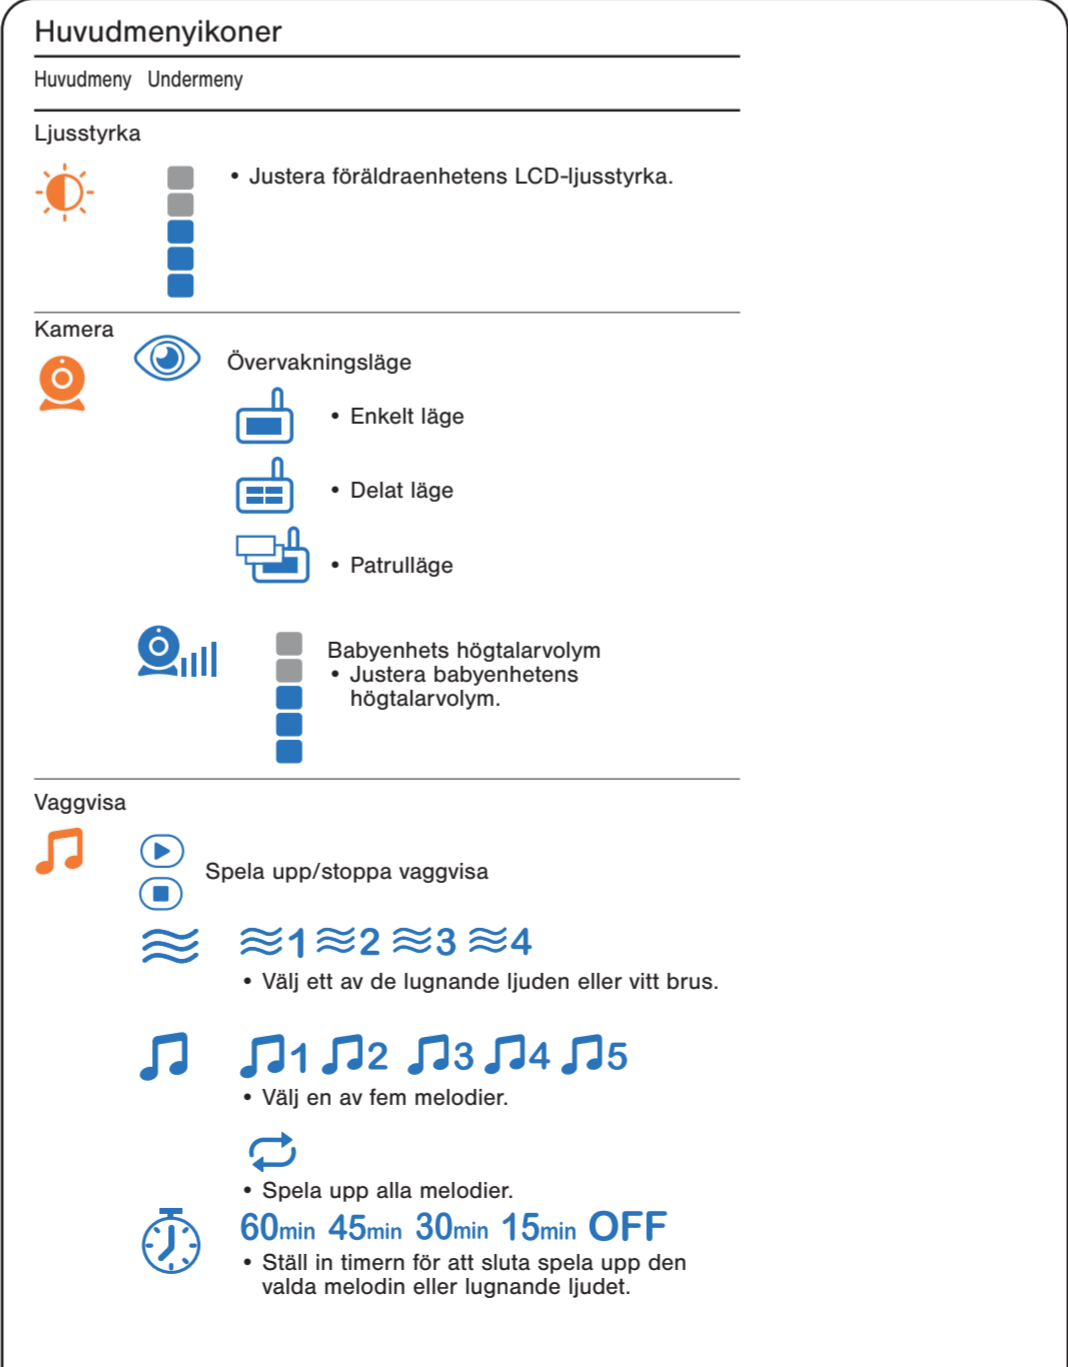 Huvudmenyikoner
Huvudmeny Undermeny
Ljusstyrka
• Justera föräldraenhetens LCD-ljusstyrka.
Kamera
Övervakningsläge
• Enkelt läge
• Delat läge
• Patrulläge
Babyenhets högtalarvolym
• Justera babyenhetens
högtalarvolym.
Vaggvisa
Spela upp/stoppa vaggvisa
1 2 3 4
• Välj ett av de lugnande ljuden eller vitt brus.
1 2 3 4 5
• Välj en av fem melodier.
• Spela upp alla melodier.
60min 45min 30min 15min OFF
• Ställ in timern för att sluta spela upp den
valda melodin eller lugnande ljudet.